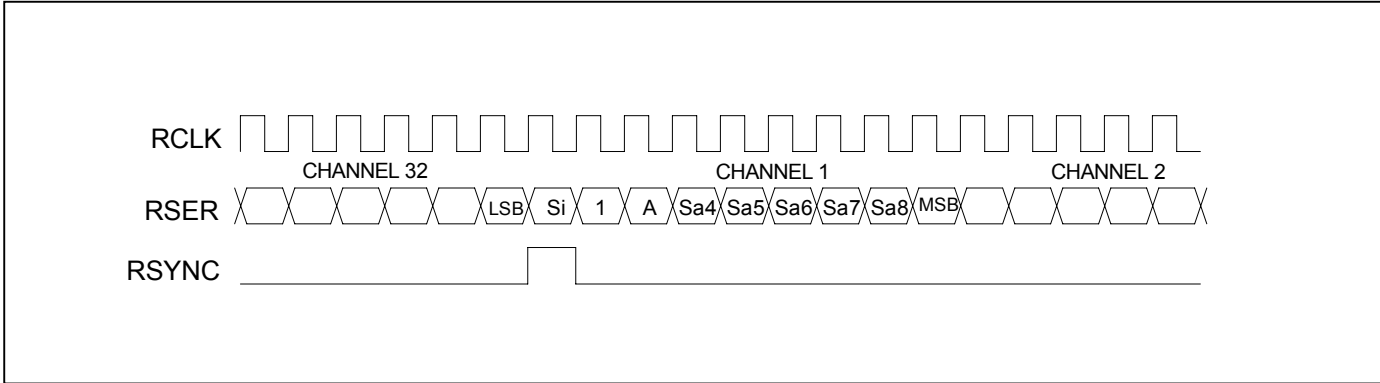 RCLK
CHANNEL 32 CHANNEL 1 CHANNEL 2
RSER LSB Si 1 A Sa4 Sa5 Sa6 Sa7 Sa8 MSB
RSYNC